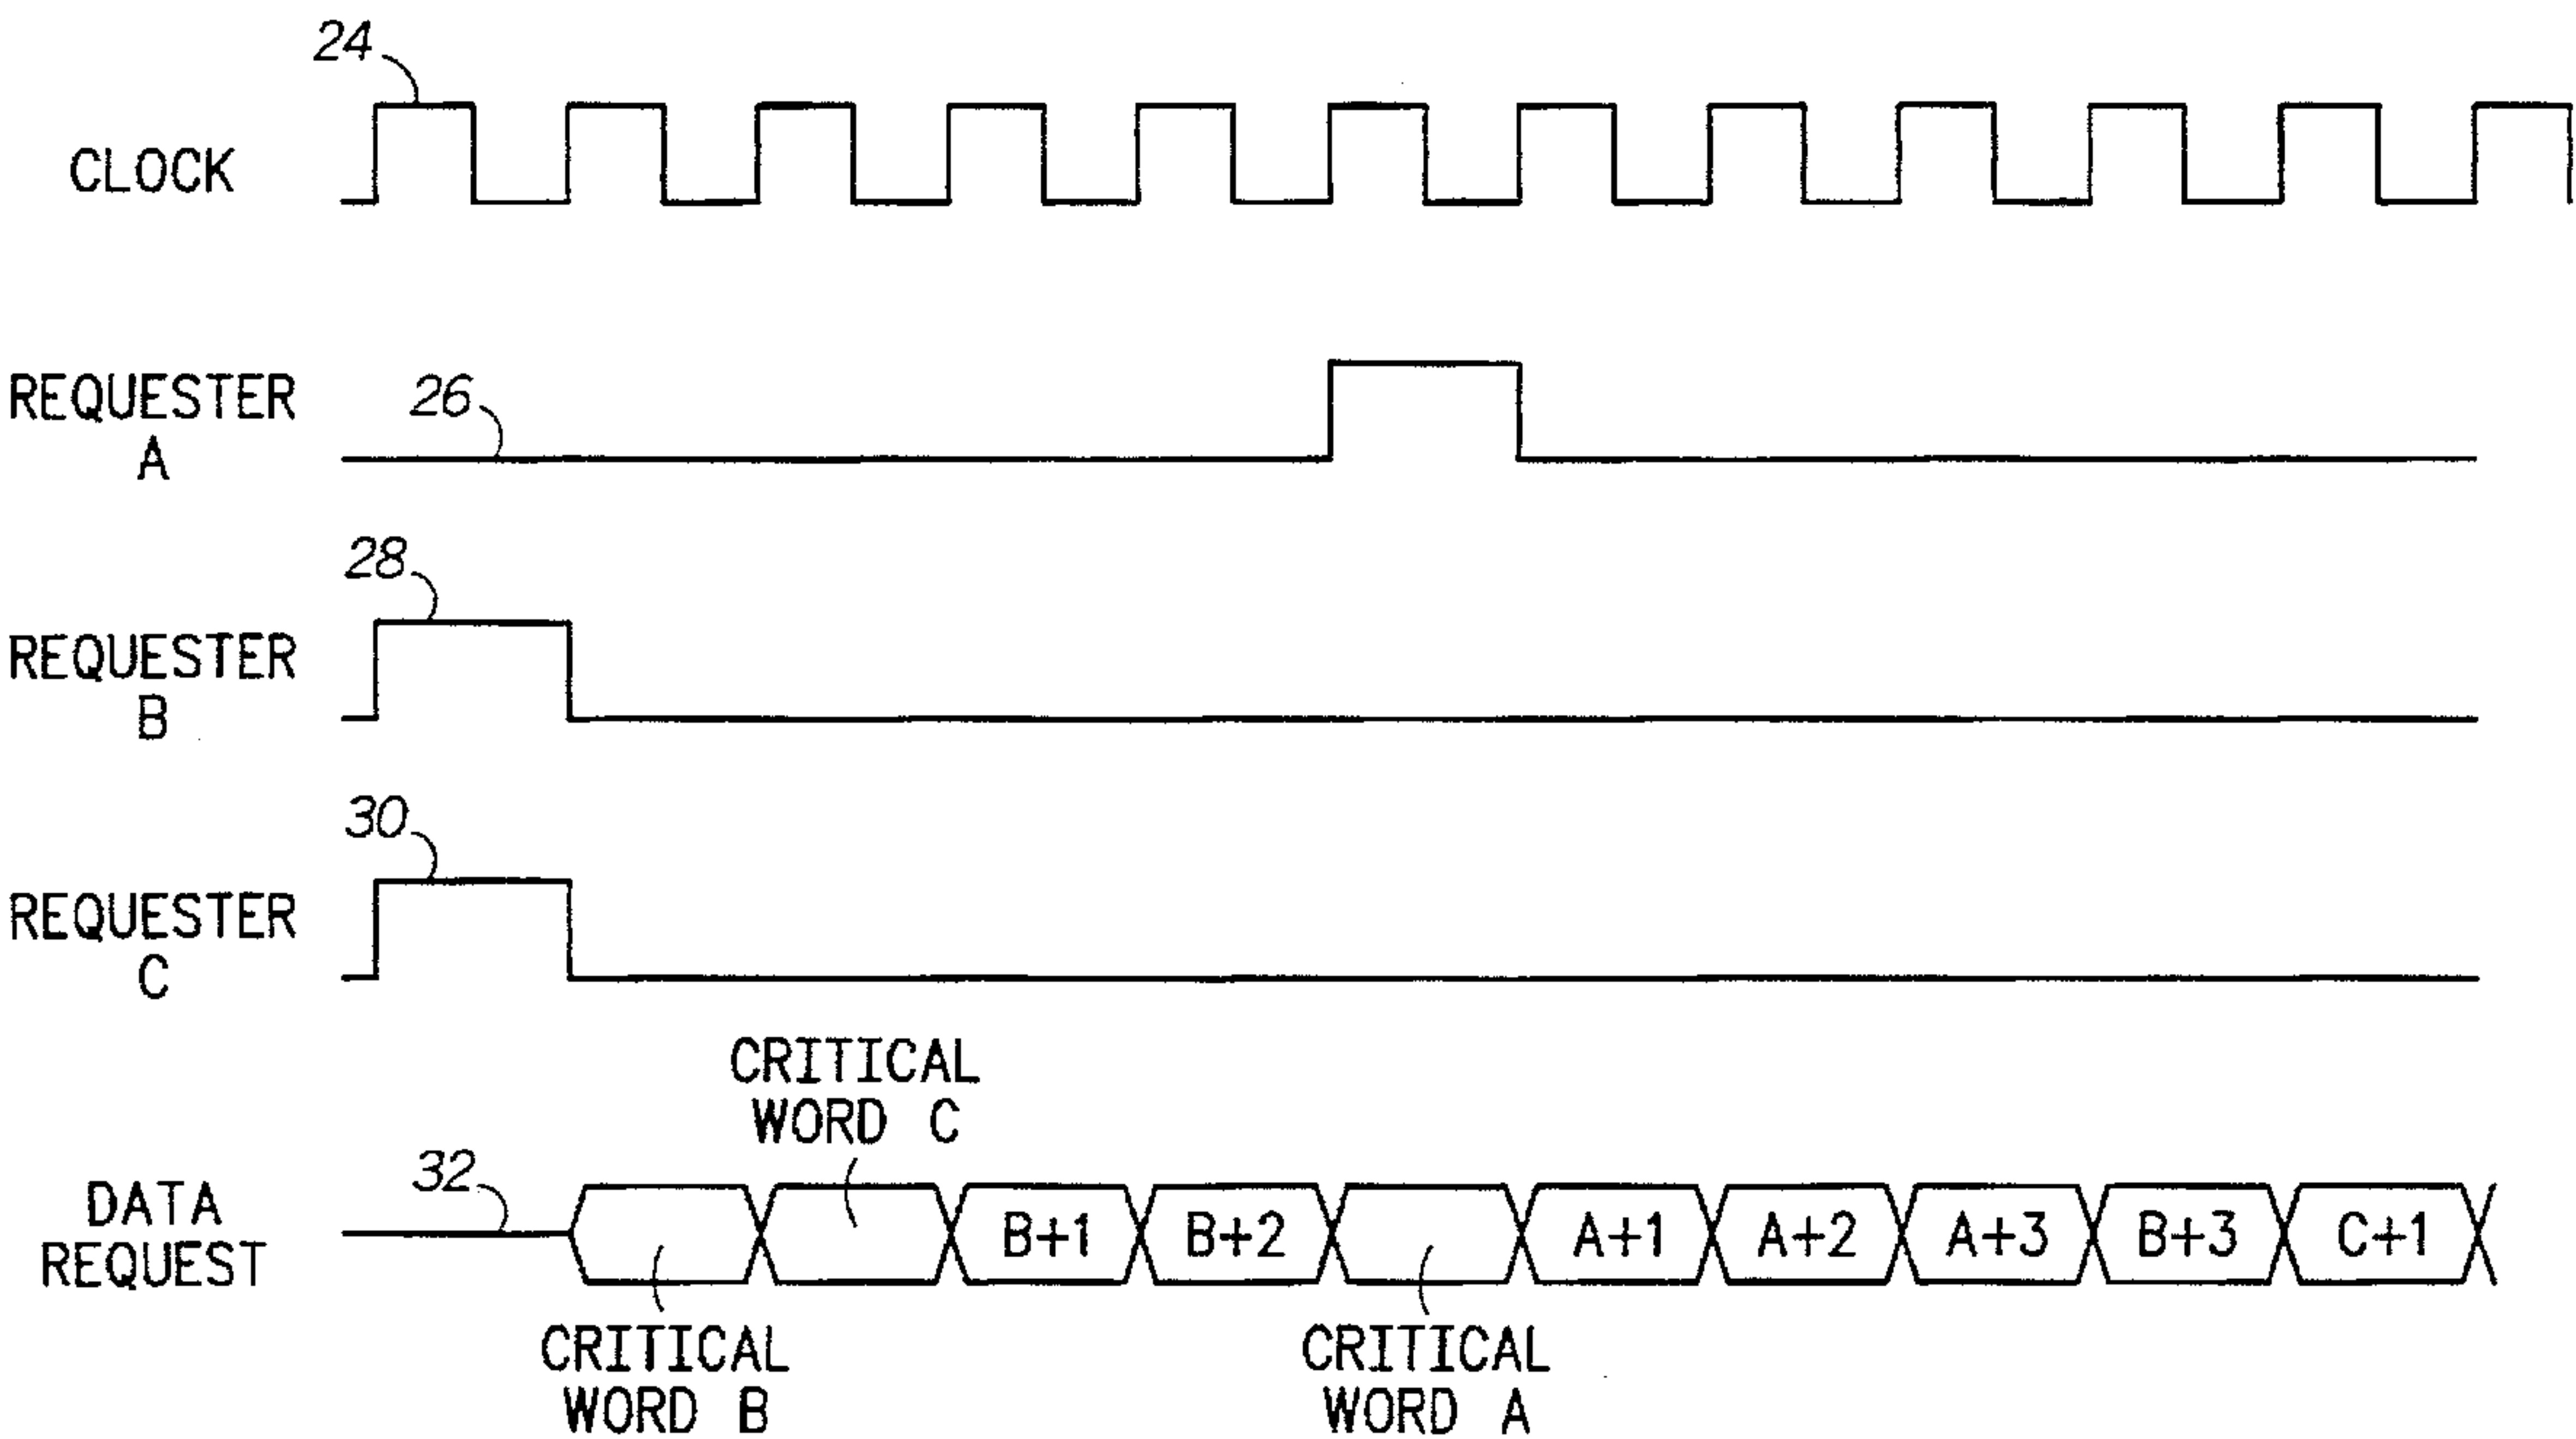 24
CLOCK
REQUESTER
A
26
REQUESTER
B
28
REQUESTER
C
30
CRITICAL
WORD C
DATA
REQUEST
32
B+1 B+2 A+1 A+2 A+3 B+3 C+1
CRITICAL
WORD B
CRITICAL
WORD A